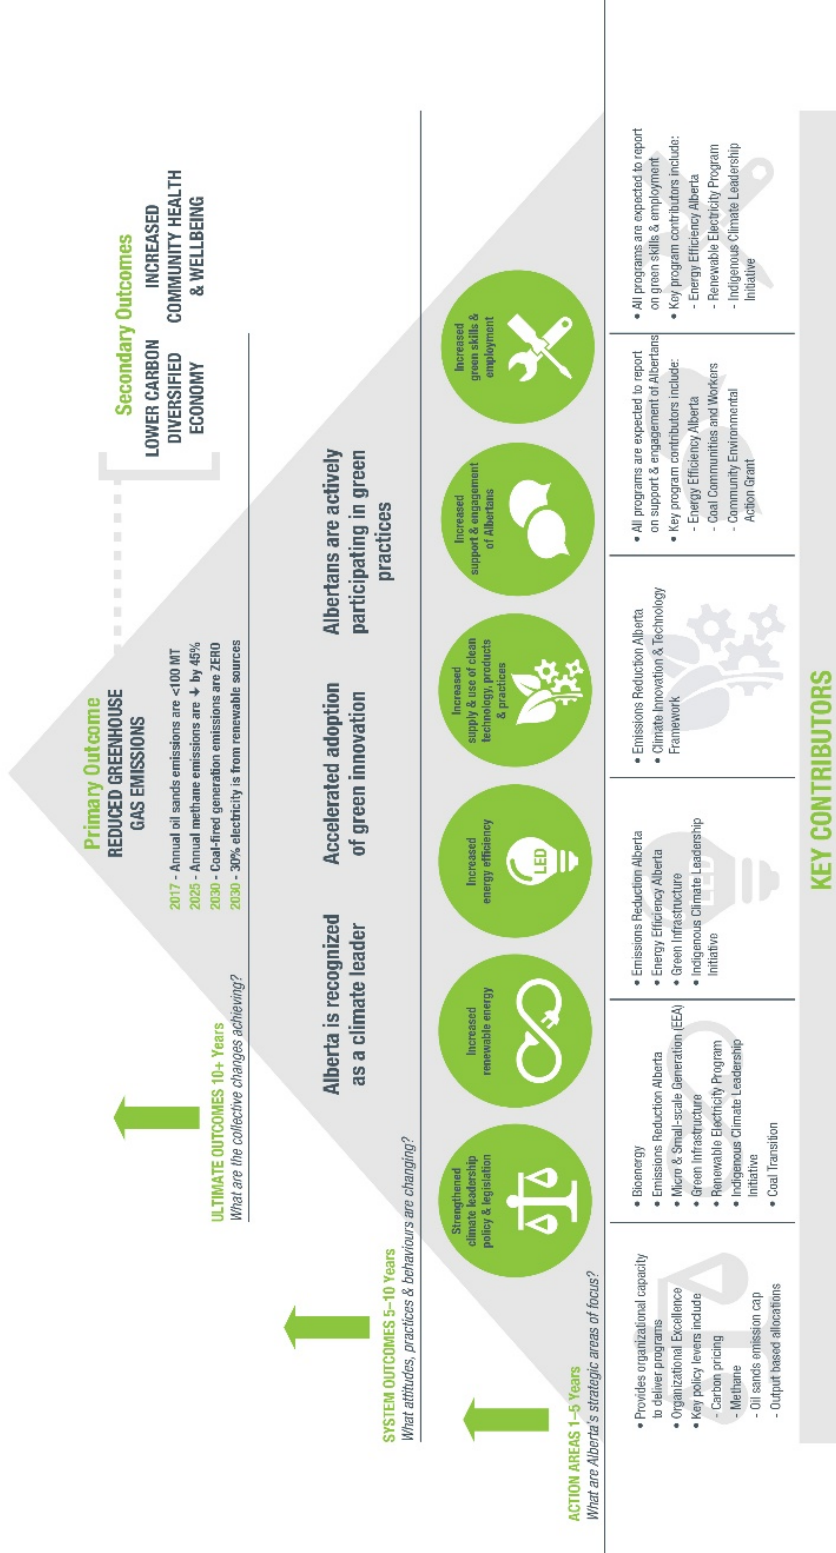 Primary Outcome
REDUCED GREENHOUSE
GAS EMISSIONS
2017 - Annual oil sands emissions are <100 MT
2025 - Annual methane emissions are ↓ by 45%
2030 - Coal-fired generation emissions are ZERO
2030 - 30% electricity is from renewable sources
Secondary Outcomes
LOWER CARBON
DIVERSIFIED
ECONOMY
INCREASED
COMMUNITY HEALTH
& WELLBEING
ULTIMATE OUTCOMES 10+ Years
What are the collective changes achieving?
Alberta is recognized
as a climate leader
Accelerated adoption
of green innovation
Albertans are actively
participating in green
practices
SYSTEM OUTCOMES 5–10 Years
What attitudes, practices & behaviours are changing?
Strengthened
climate leadership
policy & legislation
Increased
renewable energy
Increased
energy efficiency
LED
Increased
supply & use of clean
technology, products
& practices
Increased
support & engagement
of Albertans
Increased
green skills &
employment
ACTION AREAS 1–5 Years
What are Alberta's strategic areas of focus?
• Provides organizational capacity
to deliver programs
• Organizational Excellence
• Key policy levers include
- Carbon pricing
- Methane
- Oil sands emission cap
- Output based allocations
• Bioenergy
• Emissions Reduction Alberta
• Micro & Small-scale Generation (EEA)
• Green Infrastructure
• Renewable Electricity Program
• Indigenous Climate Leadership
Initiative
• Coal Transition
• Emissions Reduction Alberta
• Energy Efficiency Alberta
• Green Infrastructure
• Indigenous Climate Leadership
Initiative
LED
• Emissions Reduction Alberta
• Climate Innovation & Technology
Framework
• All programs are expected to report
on support & engagement of Albertans
• Key program contributors include:
- Energy Efficiency Alberta
- Coal Communities and Workers
- Community Environmental
Action Grant
• All programs are expected to report
on green skills & employment
• Key program contributors include:
- Energy Efficiency Alberta
- Renewable Electricity Program
- Indigenous Climate Leadership
Initiative
KEY CONTRIBUTORS